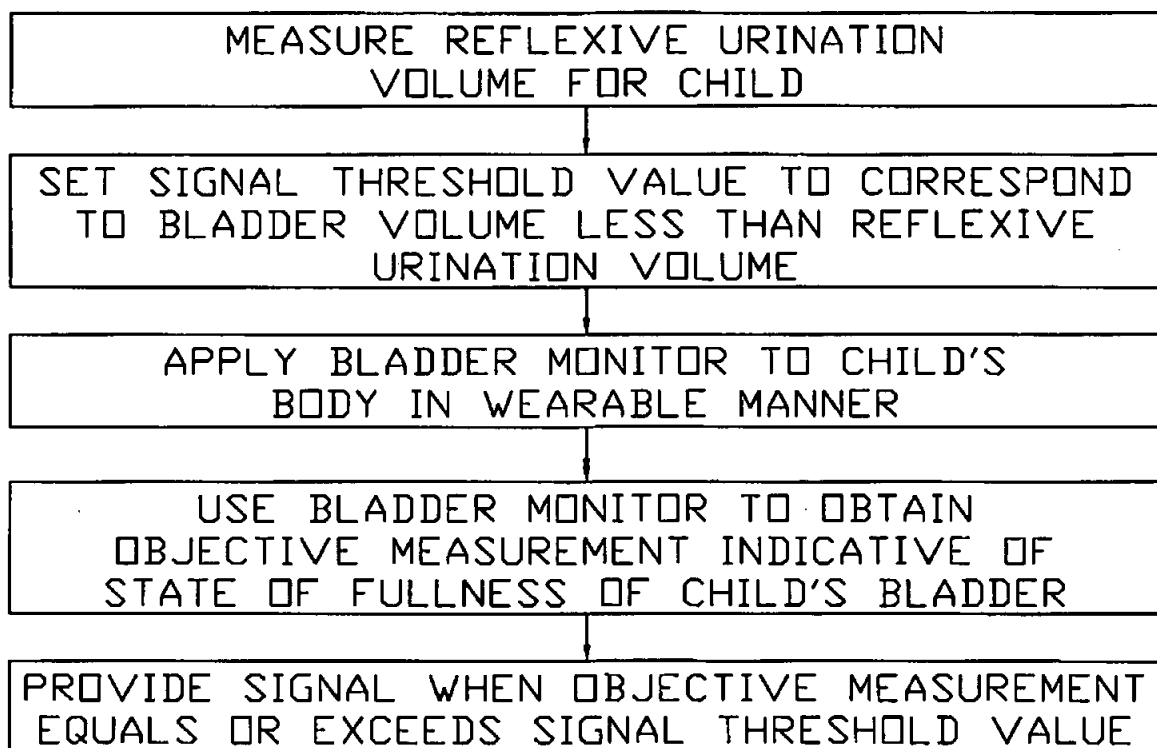 MEASURE REFLEXIVE URINATION
VOLUME FOR CHILD
SET SIGNAL THRESHOLD VALUE TO CORRESPOND
TO BLADDER VOLUME LESS THAN REFLEXIVE
URINATION VOLUME
APPLY BLADDER MONITOR TO CHILD'S
BODY IN WEARABLE MANNER
USE BLADDER MONITOR TO OBTAIN
OBJECTIVE MEASUREMENT INDICATIVE OF
STATE OF FULLNESS OF CHILD'S BLADDER
PROVIDE SIGNAL WHEN OBJECTIVE MEASUREMENT
EQUALS OR EXCEEDS SIGNAL THRESHOLD VALUE